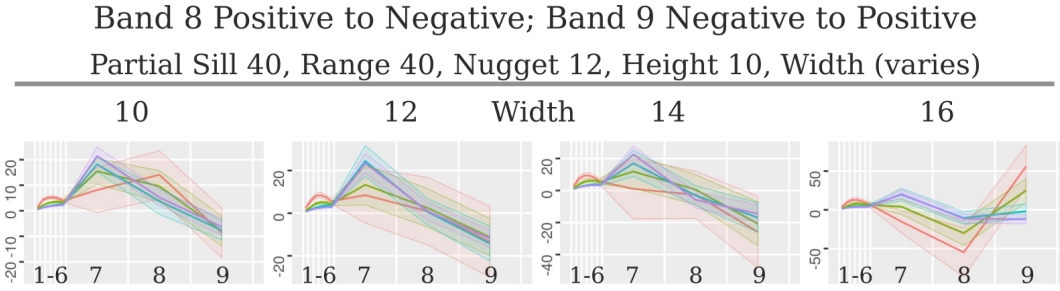 Band 8 Positive to Negative; Band 9 Negative to Positive
Partial Sill 40, Range 40, Nugget 12, Height 10, Width (varies)
10 12 Width 14 16
20
10
0
-10
-20
1-6 7 8 9
20
0
-20
1-6 7 8 9
20
0
-20
-40
1-6 7 8 9
50
0
-50
1-6 7 8 9